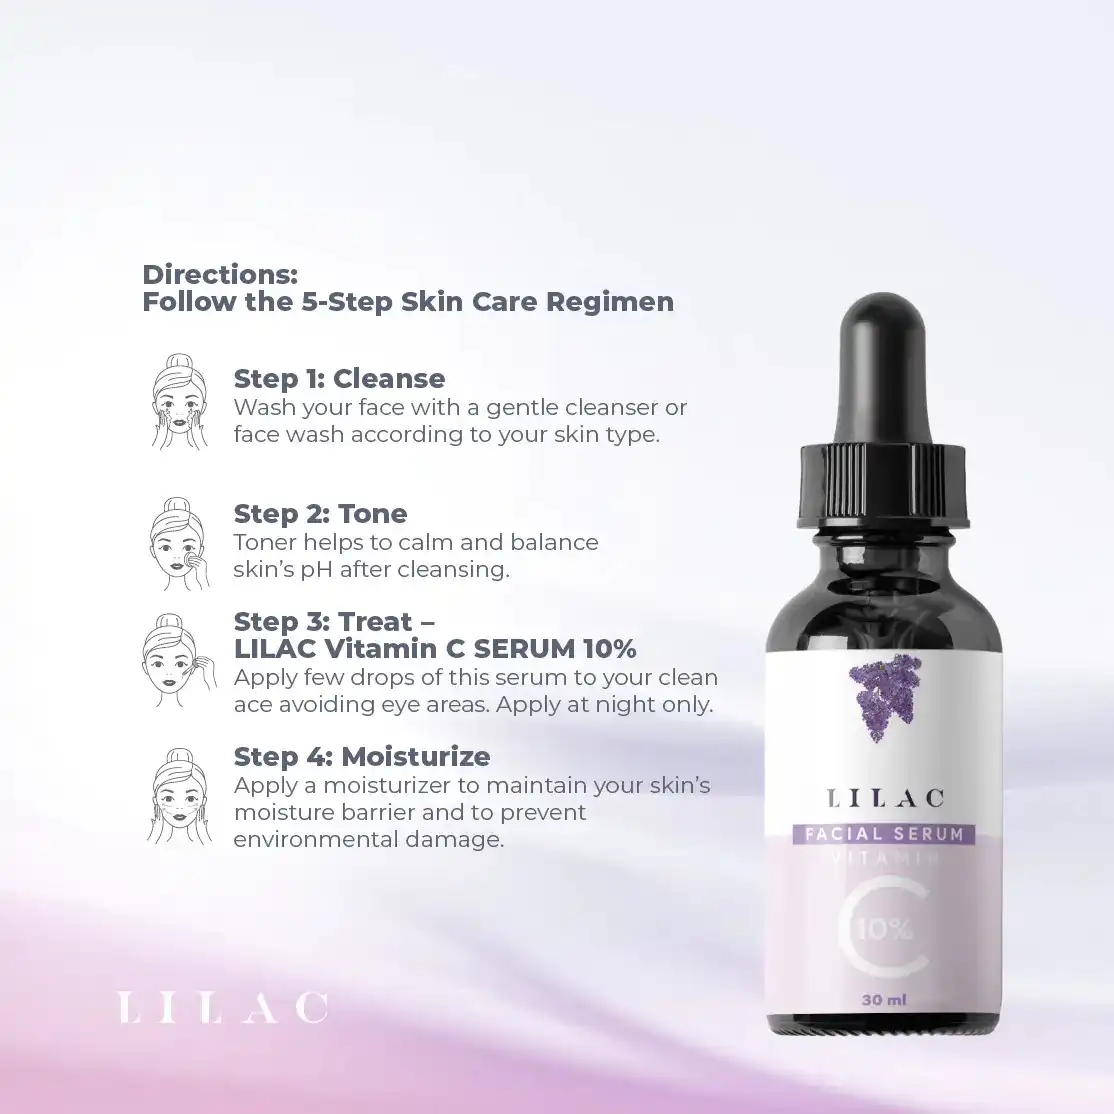 Directions:
Follow the 5-Step Skin Care Regimen
Step 1: Cleanse
Wash your face with a gentle cleanser or
face wash according to your skin type.
Step 2: Tone
Toner helps to calm and balance
skin's pH after cleansing.
Step 3: Treat –
LILAC Vitamin C SERUM 10%
Apply few drops of this serum to your clean
ace avoiding eye areas. Apply at night only.
Step 4: Moisturize
Apply a moisturizer to maintain your skin's
moisture barrier and to prevent
environmental damage.
LILAC
FACIAL SERUM
VITAMIN
C
10%
30 ml
LILAC